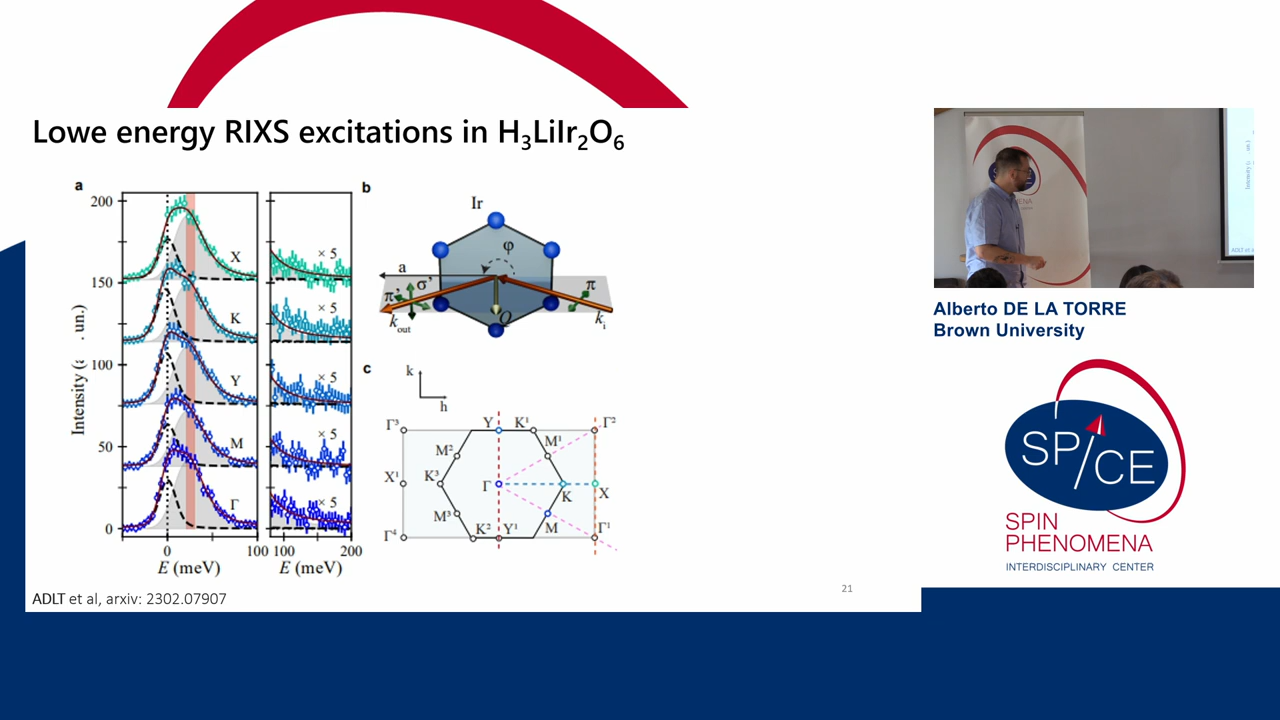 Lowe energy RIXS excitations in H₃LiIr₂O₆
a
200
150
100
50
0
Intensity (
. un.)
X
K
Y
M
Γ
× 5
× 5
× 5
× 5
× 5
0
100
100
200
E (meV)
E (meV)
b
Ir
φ
a
π'
σ'
π
k out
Q
k i
c
k
h
Γ³
Y
K¹
Γ²
M²
M¹
X¹
K³
Γ
K
X
M³
M
Γ⁴
K²
Y¹
Γ¹
ADLT et al, arxiv: 2302.07907
21
Alberto DE LA TORRE
Brown University
SP/CE
SPIN
PHENOMENA
INTERDISCIPLINARY CENTER